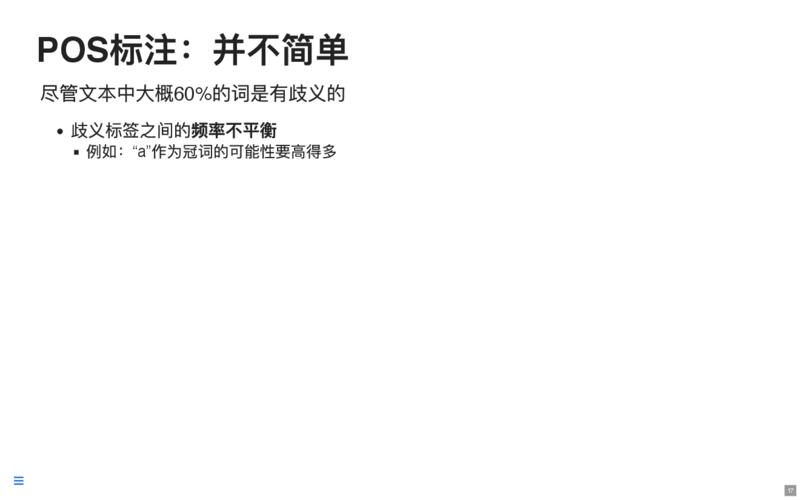 POS标注：并不简单
尽管文本中大概60%的词是有歧义的
• 歧义标签之间的频率不平衡
▪ 例如：“a”作为冠词的可能性要高得多
17